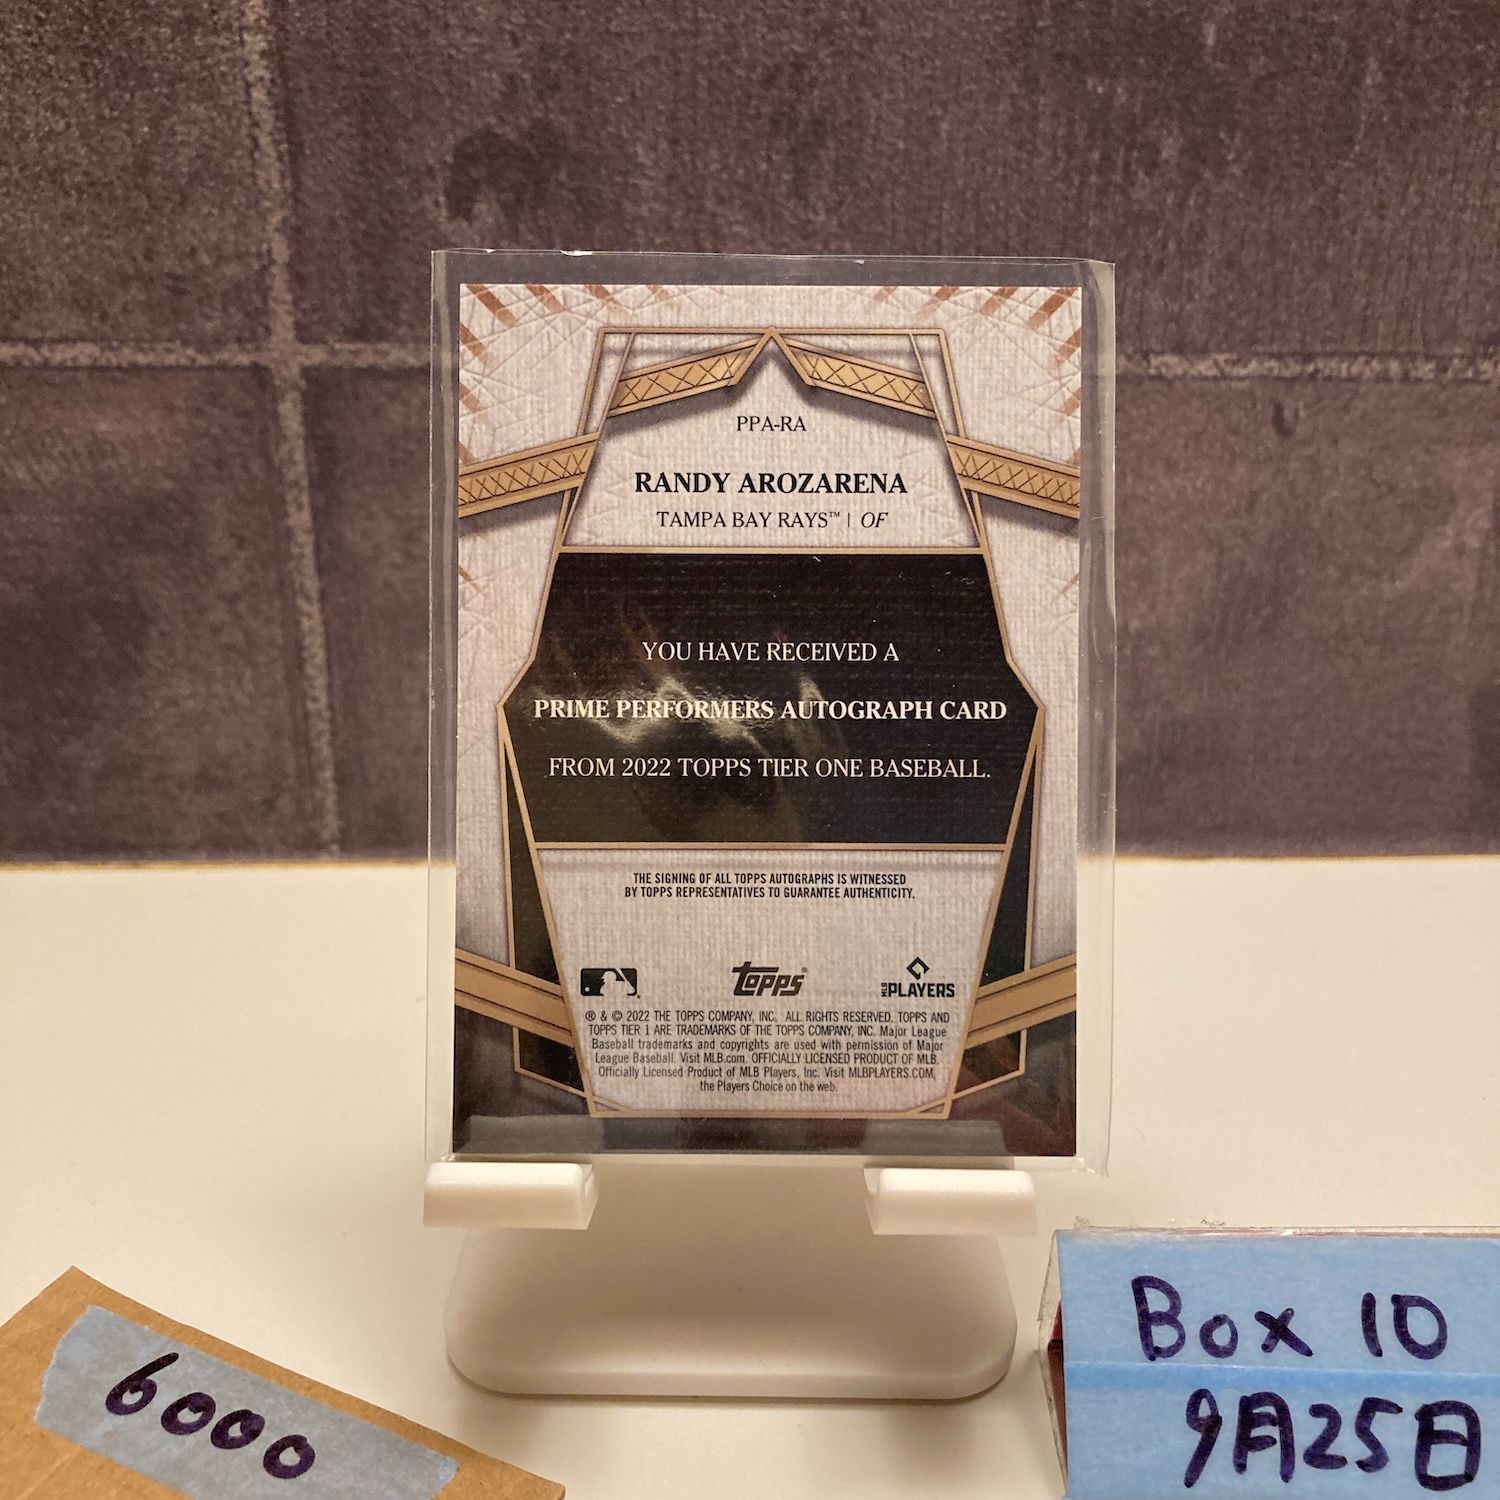 PPA-RA
RANDY AROZARENA
TAMPA BAY RAYS™ | OF
YOU HAVE RECEIVED A
PRIME PERFORMERS AUTOGRAPH CARD
FROM 2022 TOPPS TIER ONE BASEBALL.
THE SIGNING OF ALL TOPPS AUTOGRAPHS IS WITNESSED
BY TOPPS REPRESENTATIVES TO GUARANTEE AUTHENTICITY.
Topps®
MLB PLAYERS
® & © 2022 THE TOPPS COMPANY, INC. ALL RIGHTS RESERVED. TOPPS AND
TOPPS TIER 1 ARE TRADEMARKS OF THE TOPPS COMPANY, INC. Major League
Baseball trademarks and copyrights are used with permission of Major
League Baseball. Visit MLB.com. OFFICIALLY LICENSED PRODUCT OF MLB
Officially Licensed Product of MLB Players, Inc. Visit MLBPLAYERS.COM,
the Players Choice on the web.
6000
Box 10
9月25日